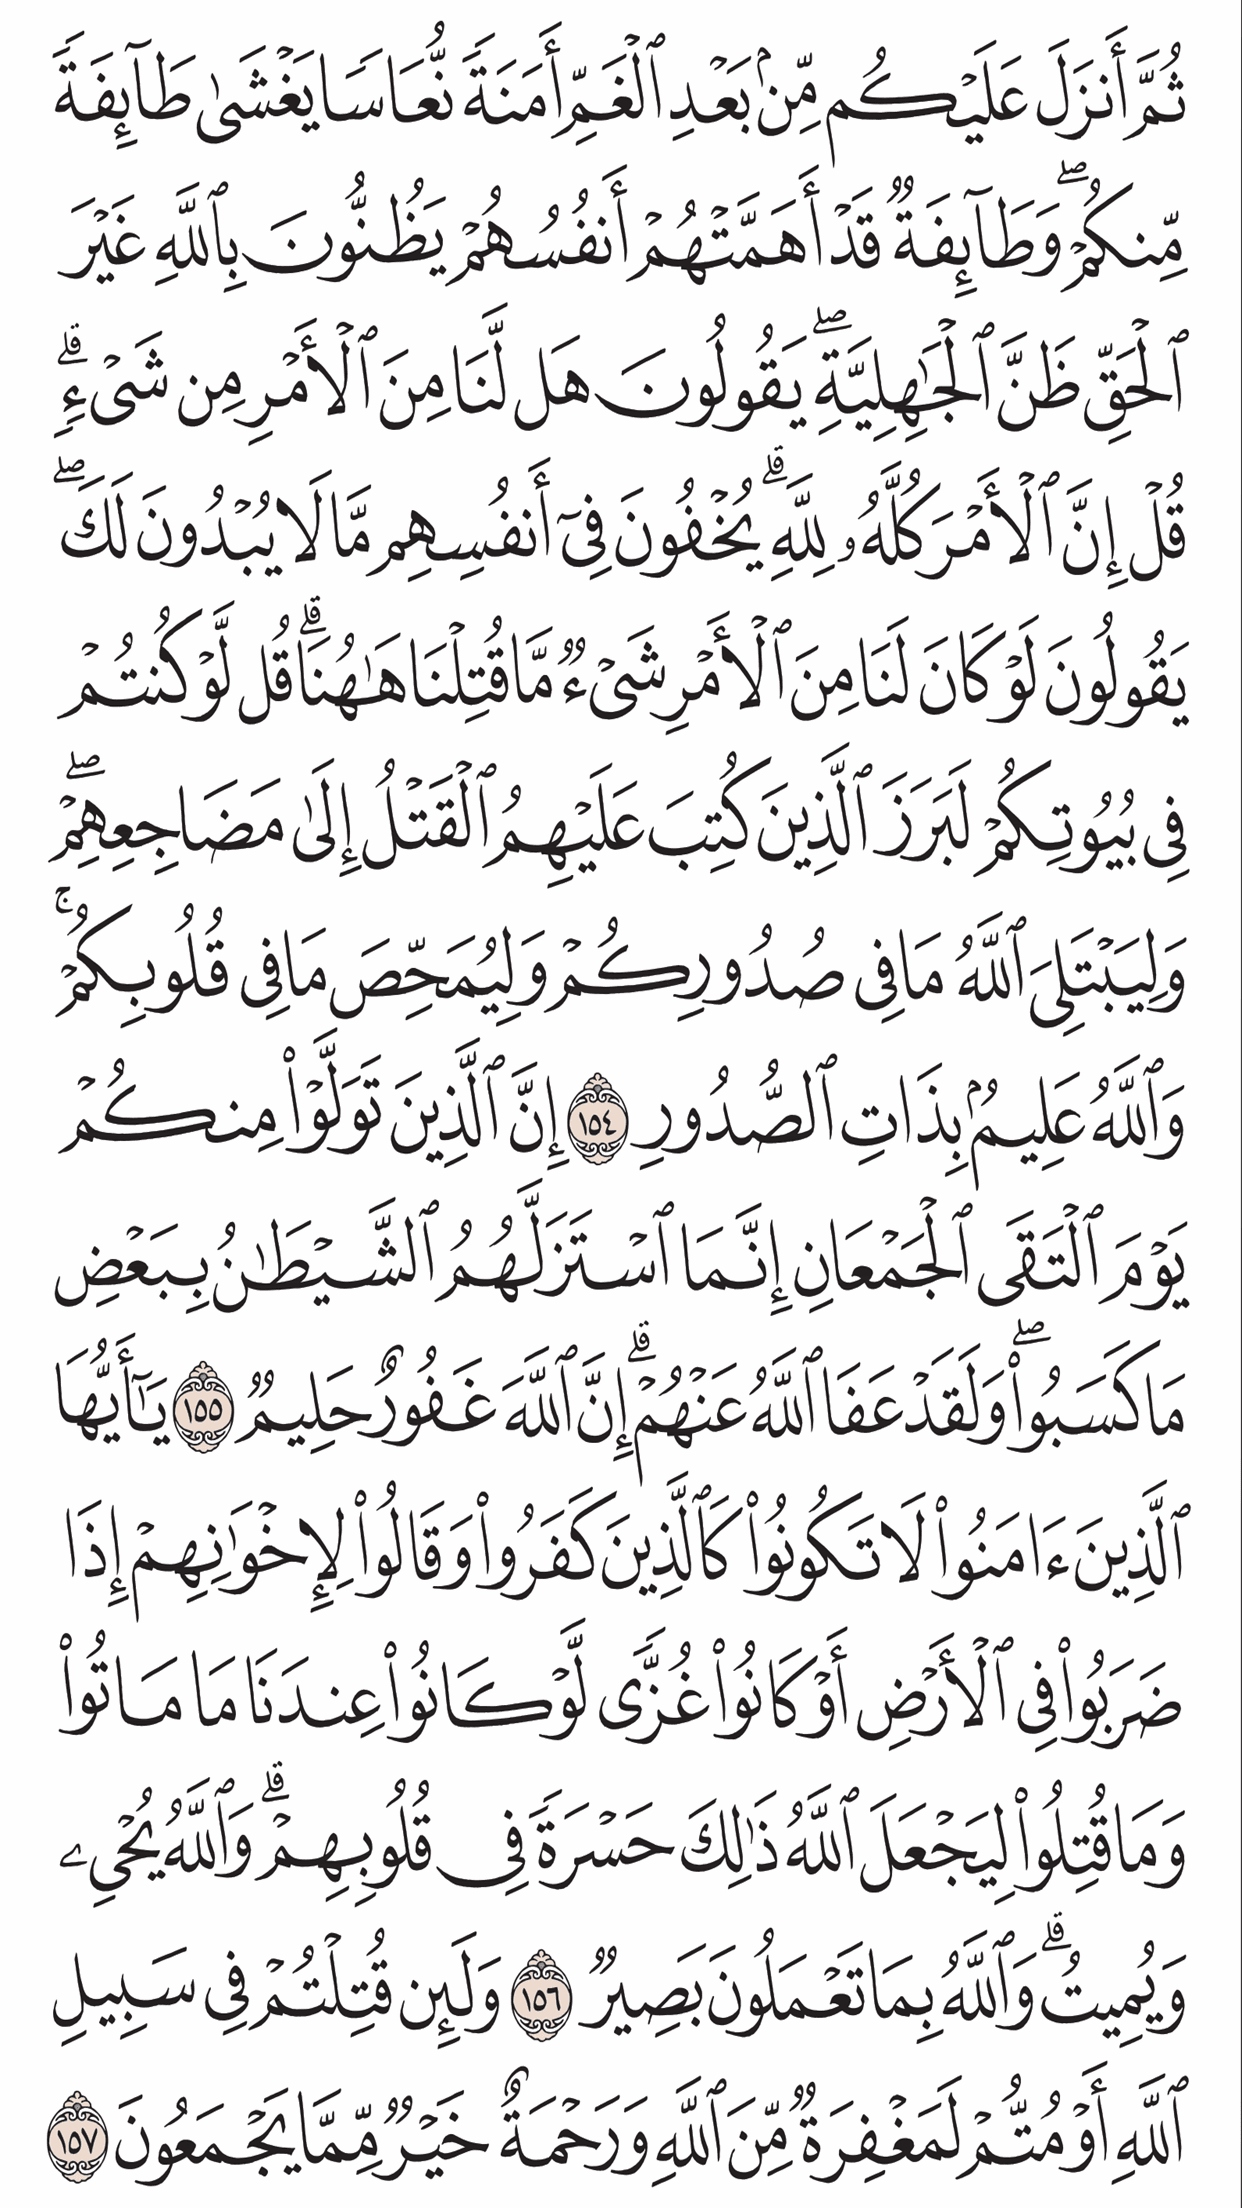 ثُمَّ أَنزَلَ عَلَيۡكُم مِّنۢ بَعۡدِ ٱلۡغَمِّ أَمَنَةٗ نُّعَاسٗا يَغۡشَىٰ طَآئِفَةٗ
مِّنكُمۡۖ وَطَآئِفَةٞ قَدۡ أَهَمَّتۡهُمۡ أَنفُسُهُمۡ يَظُنُّونَ بِٱللَّهِ غَيۡرَ
ٱلۡحَقِّ ظَنَّ ٱلۡجَٰهِلِيَّةِۖ يَقُولُونَ هَل لَّنَا مِنَ ٱلۡأَمۡرِ مِن شَيۡءٖۗ
قُلۡ إِنَّ ٱلۡأَمۡرَ كُلَّهُۥ لِلَّهِۗ يُخۡفُونَ فِيٓ أَنفُسِهِم مَّا لَا يُبۡدُونَ لَكَۖ
يَقُولُونَ لَوۡ كَانَ لَنَا مِنَ ٱلۡأَمۡرِ شَيۡءٞ مَّا قُتِلۡنَا هَٰهُنَاۗ قُل لَّوۡ كُنتُمۡ
فِي بُيُوتِكُمۡ لَبَرَزَ ٱلَّذِينَ كُتِبَ عَلَيۡهِمُ ٱلۡقَتۡلُ إِلَىٰ مَضَاجِعِهِمۡۖ
وَلِيَبۡتَلِيَ ٱللَّهُ مَا فِي صُدُورِكُمۡ وَلِيُمَحِّصَ مَا فِي قُلُوبِكُمۡۚ
وَٱللَّهُ عَلِيمُۢ بِذَاتِ ٱلصُّدُورِ ١٥٤ إِنَّ ٱلَّذِينَ تَوَلَّوۡاْ مِنكُمۡ
يَوۡمَ ٱلۡتَقَى ٱلۡجَمۡعَانِ إِنَّمَا ٱسۡتَزَلَّهُمُ ٱلشَّيۡطَٰنُ بِبَعۡضِ
مَا كَسَبُواْۖ وَلَقَدۡ عَفَا ٱللَّهُ عَنۡهُمۡۗ إِنَّ ٱللَّهَ غَفُورٌ حَلِيمٞ ١٥٥ يَٰٓأَيُّهَا
ٱلَّذِينَ ءَامَنُواْ لَا تَكُونُواْ كَٱلَّذِينَ كَفَرُواْ وَقَالُواْ لِإِخۡوَٰنِهِمۡ إِذَا
ضَرَبُواْ فِي ٱلۡأَرۡضِ أَوۡ كَانُواْ غُزّٗى لَّوۡ كَانُواْ عِندَنَا مَا مَاتُواْ
وَمَا قُتِلُواْ لِيَجۡعَلَ ٱللَّهُ ذَٰلِكَ حَسۡرَةٗ فِي قُلُوبِهِمۡۗ وَٱللَّهُ يُحۡيِۦ
وَيُمِيتُۗ وَٱللَّهُ بِمَا تَعۡمَلُونَ بَصِيرٞ ١٥٦ وَلَئِن قُتِلۡتُمۡ فِي سَبِيلِ
ٱللَّهِ أَوۡ مُتُّمۡ لَمَغۡفِرَةٞ مِّنَ ٱللَّهِ وَرَحۡمَةٌ خَيۡرٞ مِّمَّا يَجۡمَعُونَ ١٥٧